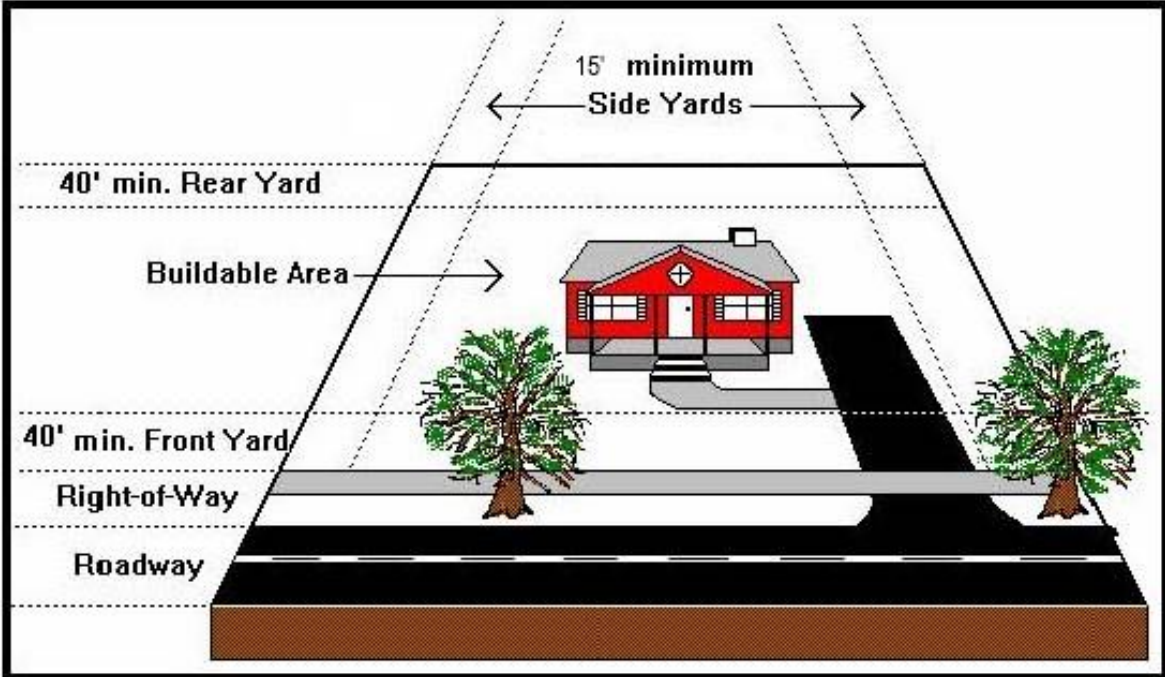 15' minimum
Side Yards
40' min. Rear Yard
Buildable Area
40' min. Front Yard
Right-of-Way
Roadway